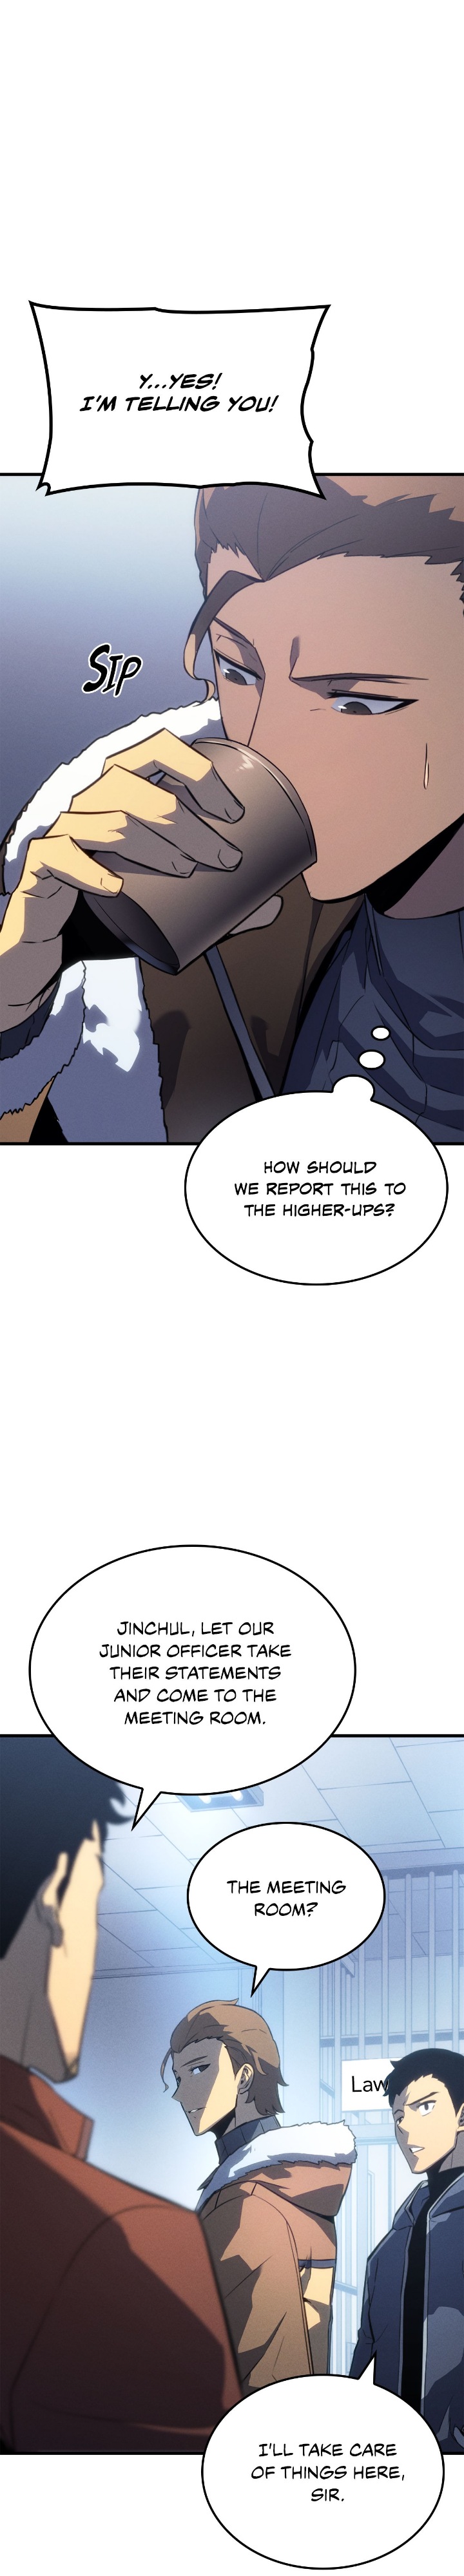 Y...YES!
I'M TELLING YOU!
SIP
HOW SHOULD
WE REPORT THIS TO
THE HIGHER-UPS?
JINCHUL, LET OUR
JUNIOR OFFICER TAKE
THEIR STATEMENTS
AND COME TO THE
MEETING ROOM.
THE MEETING
ROOM?
Law
I'LL TAKE CARE
OF THINGS HERE,
SIR.